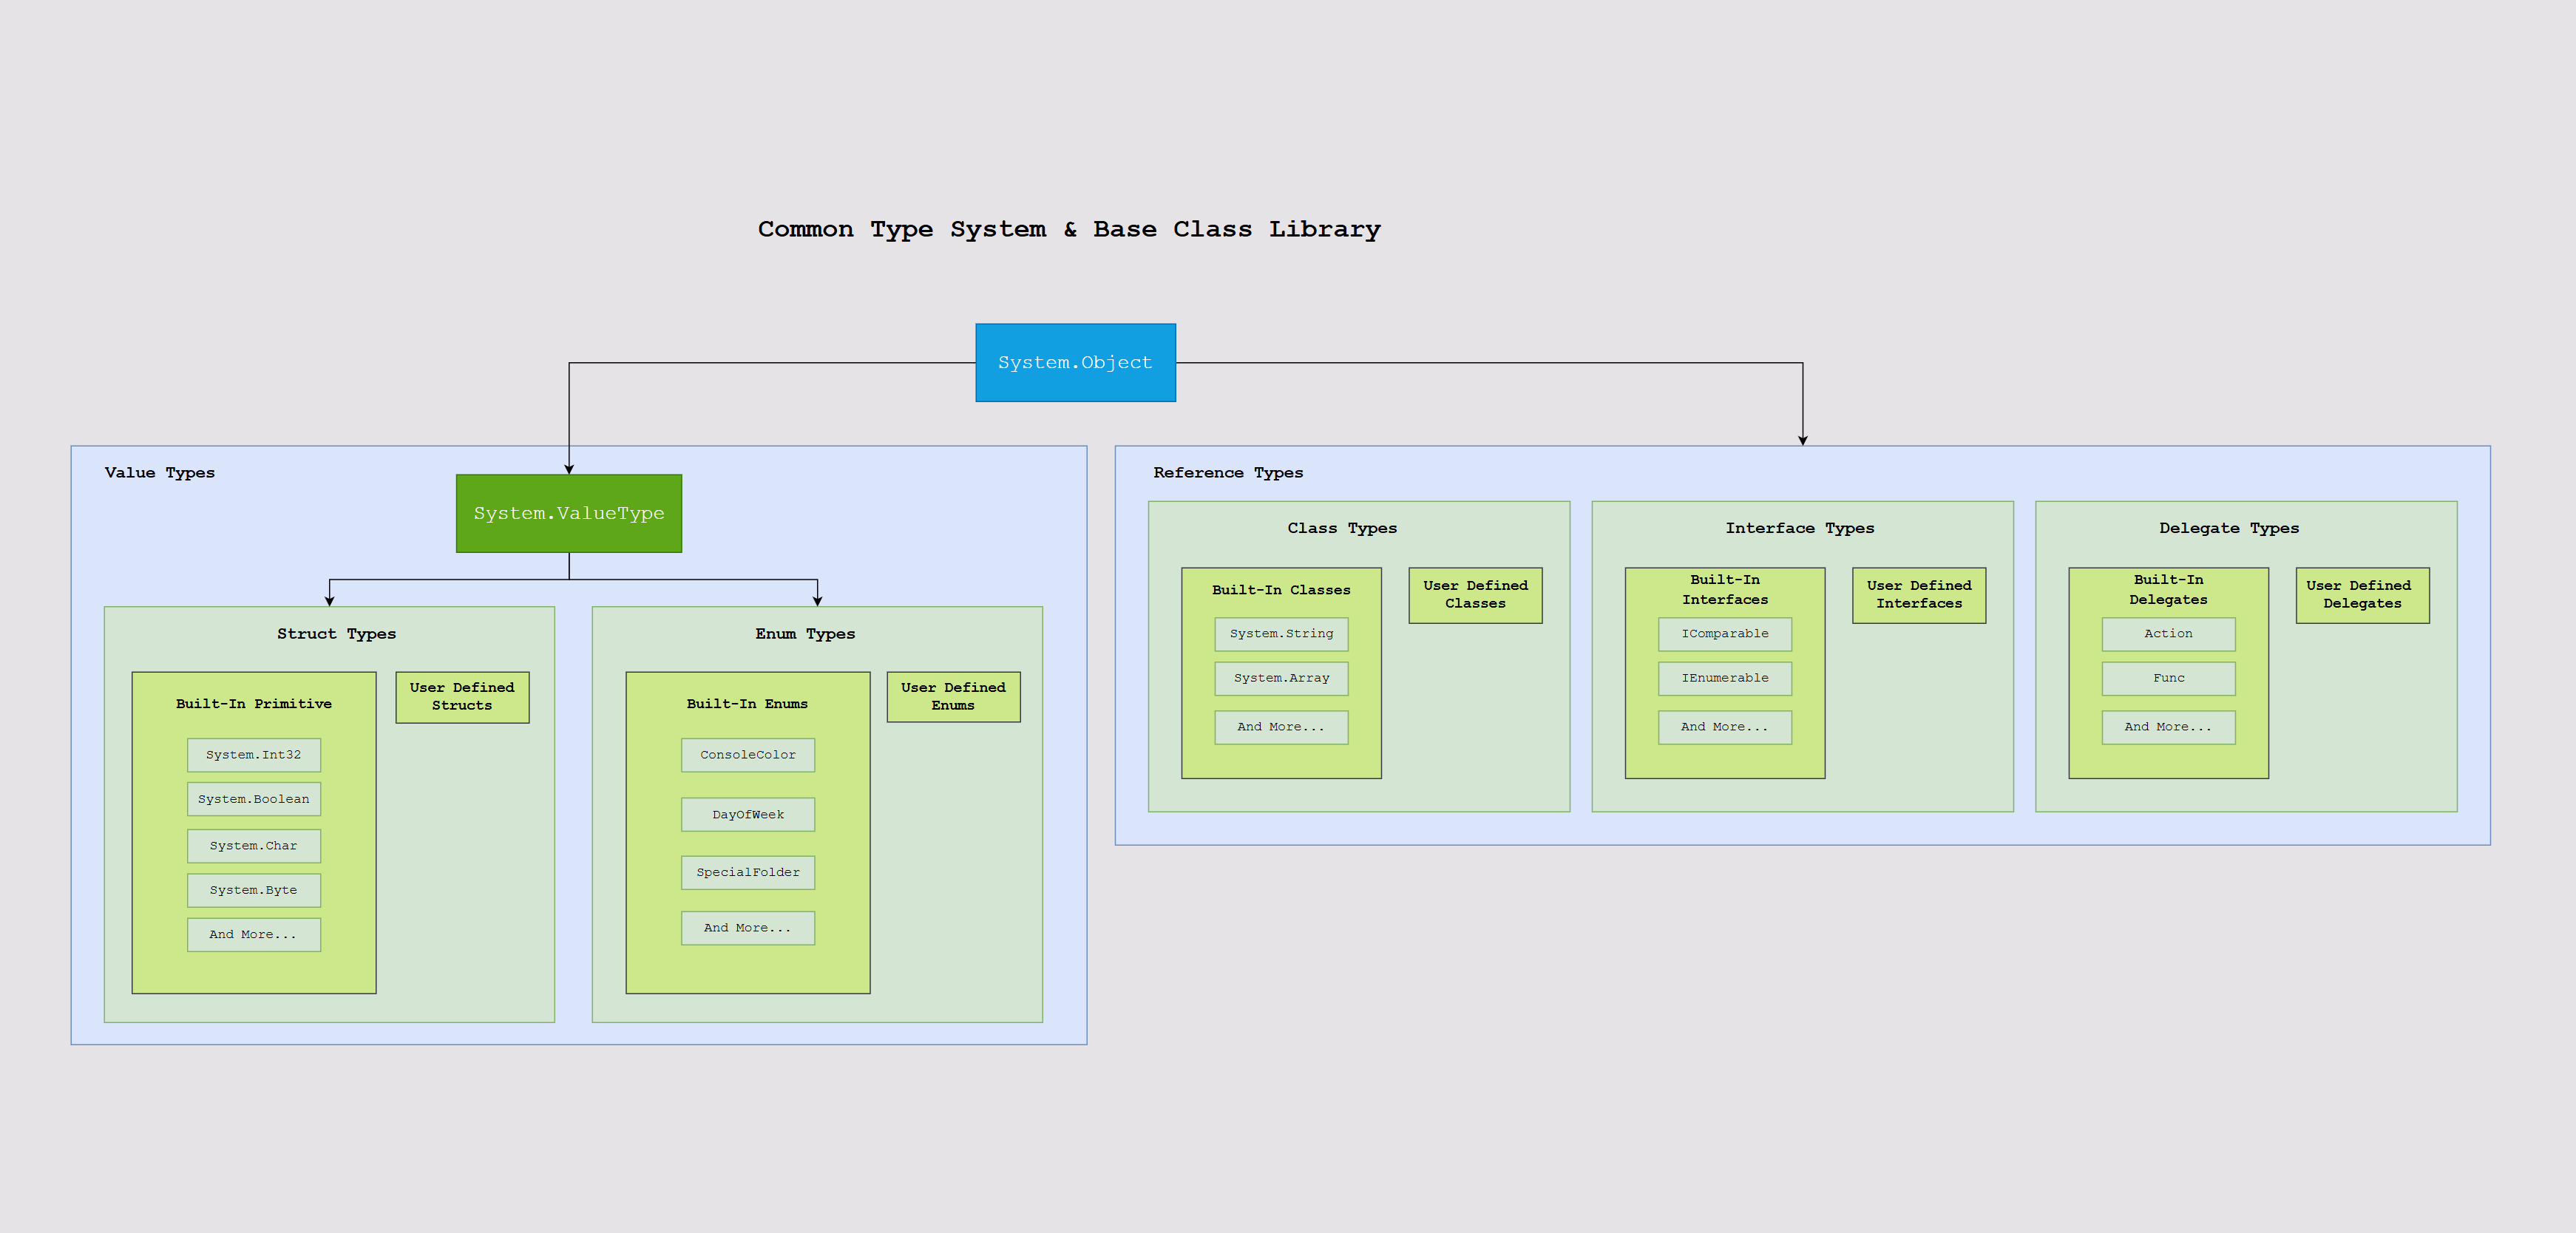 Common Type System & Base Class Library
System.Object
Value Types
System.ValueType
Struct Types
Built-In Primitive
System.Int32
System.Boolean
System.Char
System.Byte
And More...
User Defined
Structs
Enum Types
Built-In Enums
ConsoleColor
DayOfWeek
SpecialFolder
And More...
User Defined
Enums
Reference Types
Class Types
Built-In Classes
System.String
System.Array
And More...
User Defined
Classes
Interface Types
Built-In
Interfaces
IComparable
IEnumerable
And More...
User Defined
Interfaces
Delegate Types
Built-In
Delegates
Action
Func
And More...
User Defined
Delegates